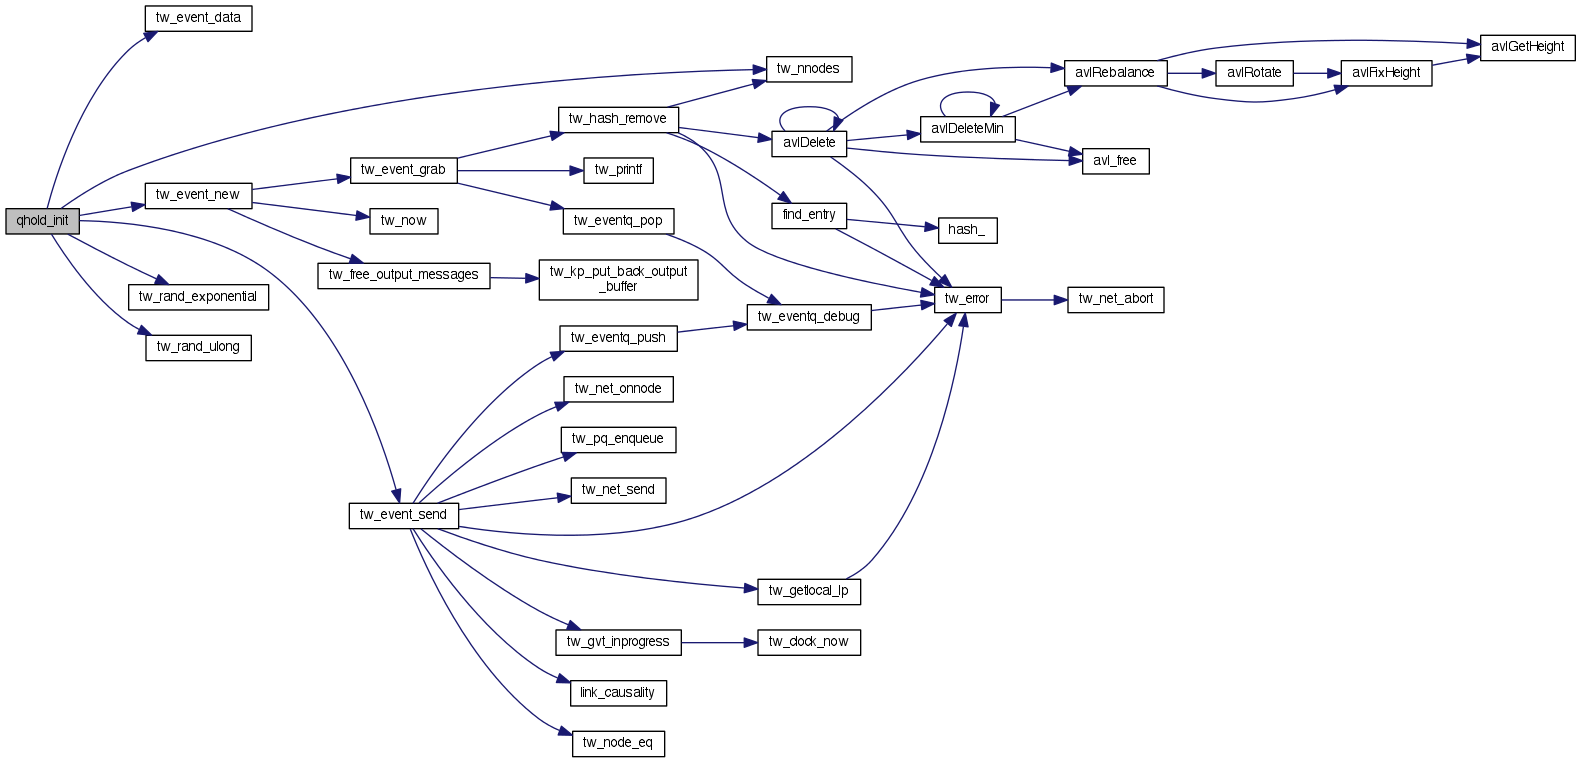 tw_event_data
avlGetHeight
tw_nnodes
avlRebalance
avlRotate
avlFixHeight
tw_hash_remove
avlDeleteMin
avlDelete
avl_free
tw_event_grab
tw_printf
tw_event_new
qhold_init
tw_now
tw_eventq_pop
find_entry
hash_
tw_free_output_messages
tw_kp_put_back_output
_buffer
tw_rand_exponential
tw_error
tw_net_abort
tw_eventq_debug
tw_eventq_push
tw_rand_ulong
tw_net_onnode
tw_pq_enqueue
tw_net_send
tw_event_send
tw_getlocal_lp
tw_gvt_inprogress
tw_clock_now
link_causality
tw_node_eq